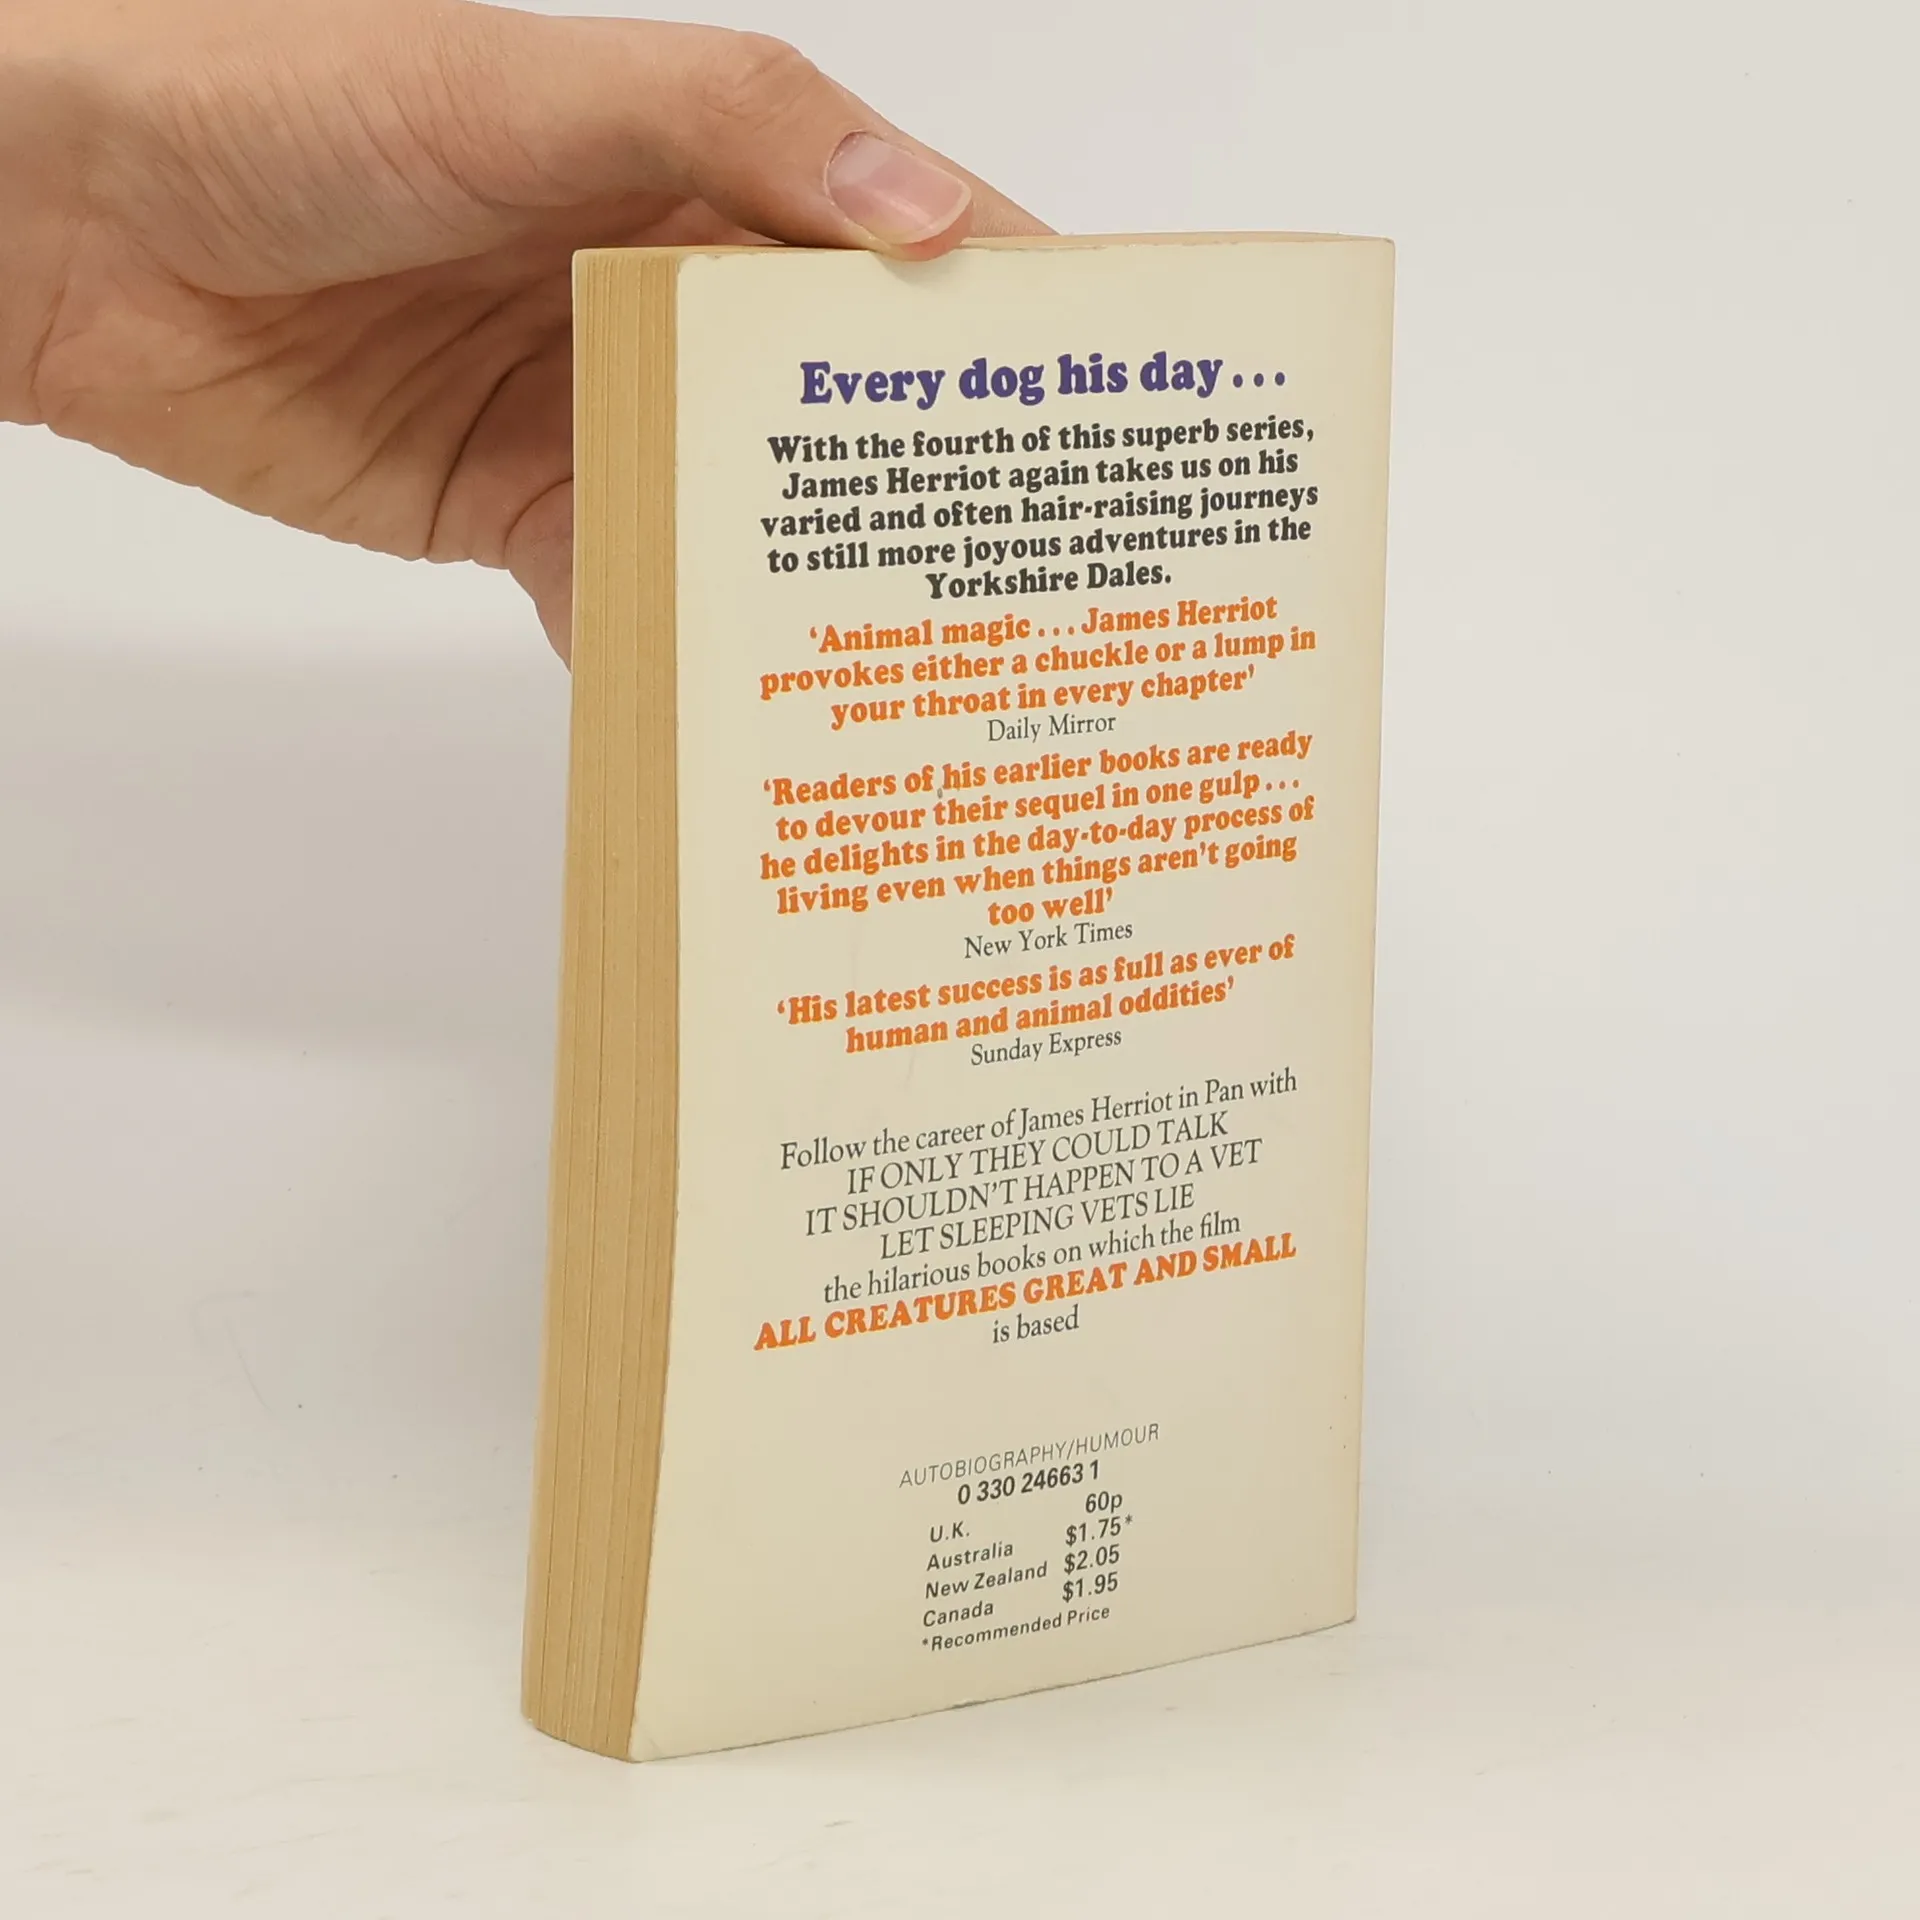 Every dog his day...
With the fourth of this superb series,
James Herriot again takes us on his
varied and often hair-raising journeys
to still more joyous adventures in the
Yorkshire Dales.
‘Animal magic...James Herriot
provokes either a chuckle or a lump in
your throat in every chapter’
Daily Mirror
‘Readers of his earlier books are ready
to devour their sequel in one gulp...
he delights in the day-to-day process of
living even when things aren’t going
too well’
New York Times
‘His latest success is as full as ever of
human and animal oddities’
Sunday Express
Follow the career of James Herriot in Pan with
IF ONLY THEY COULD TALK
IT SHOULDN’T HAPPEN TO A VET
LET SLEEPING VETS LIE
the hilarious books on which the film
ALL CREATURES GREAT AND SMALL
is based
AUTOBIOGRAPHY/HUMOUR
0 330 24663 1
U.K. 60p
Australia $1.75*
New Zealand $2.05
Canada $1.95
*Recommended Price